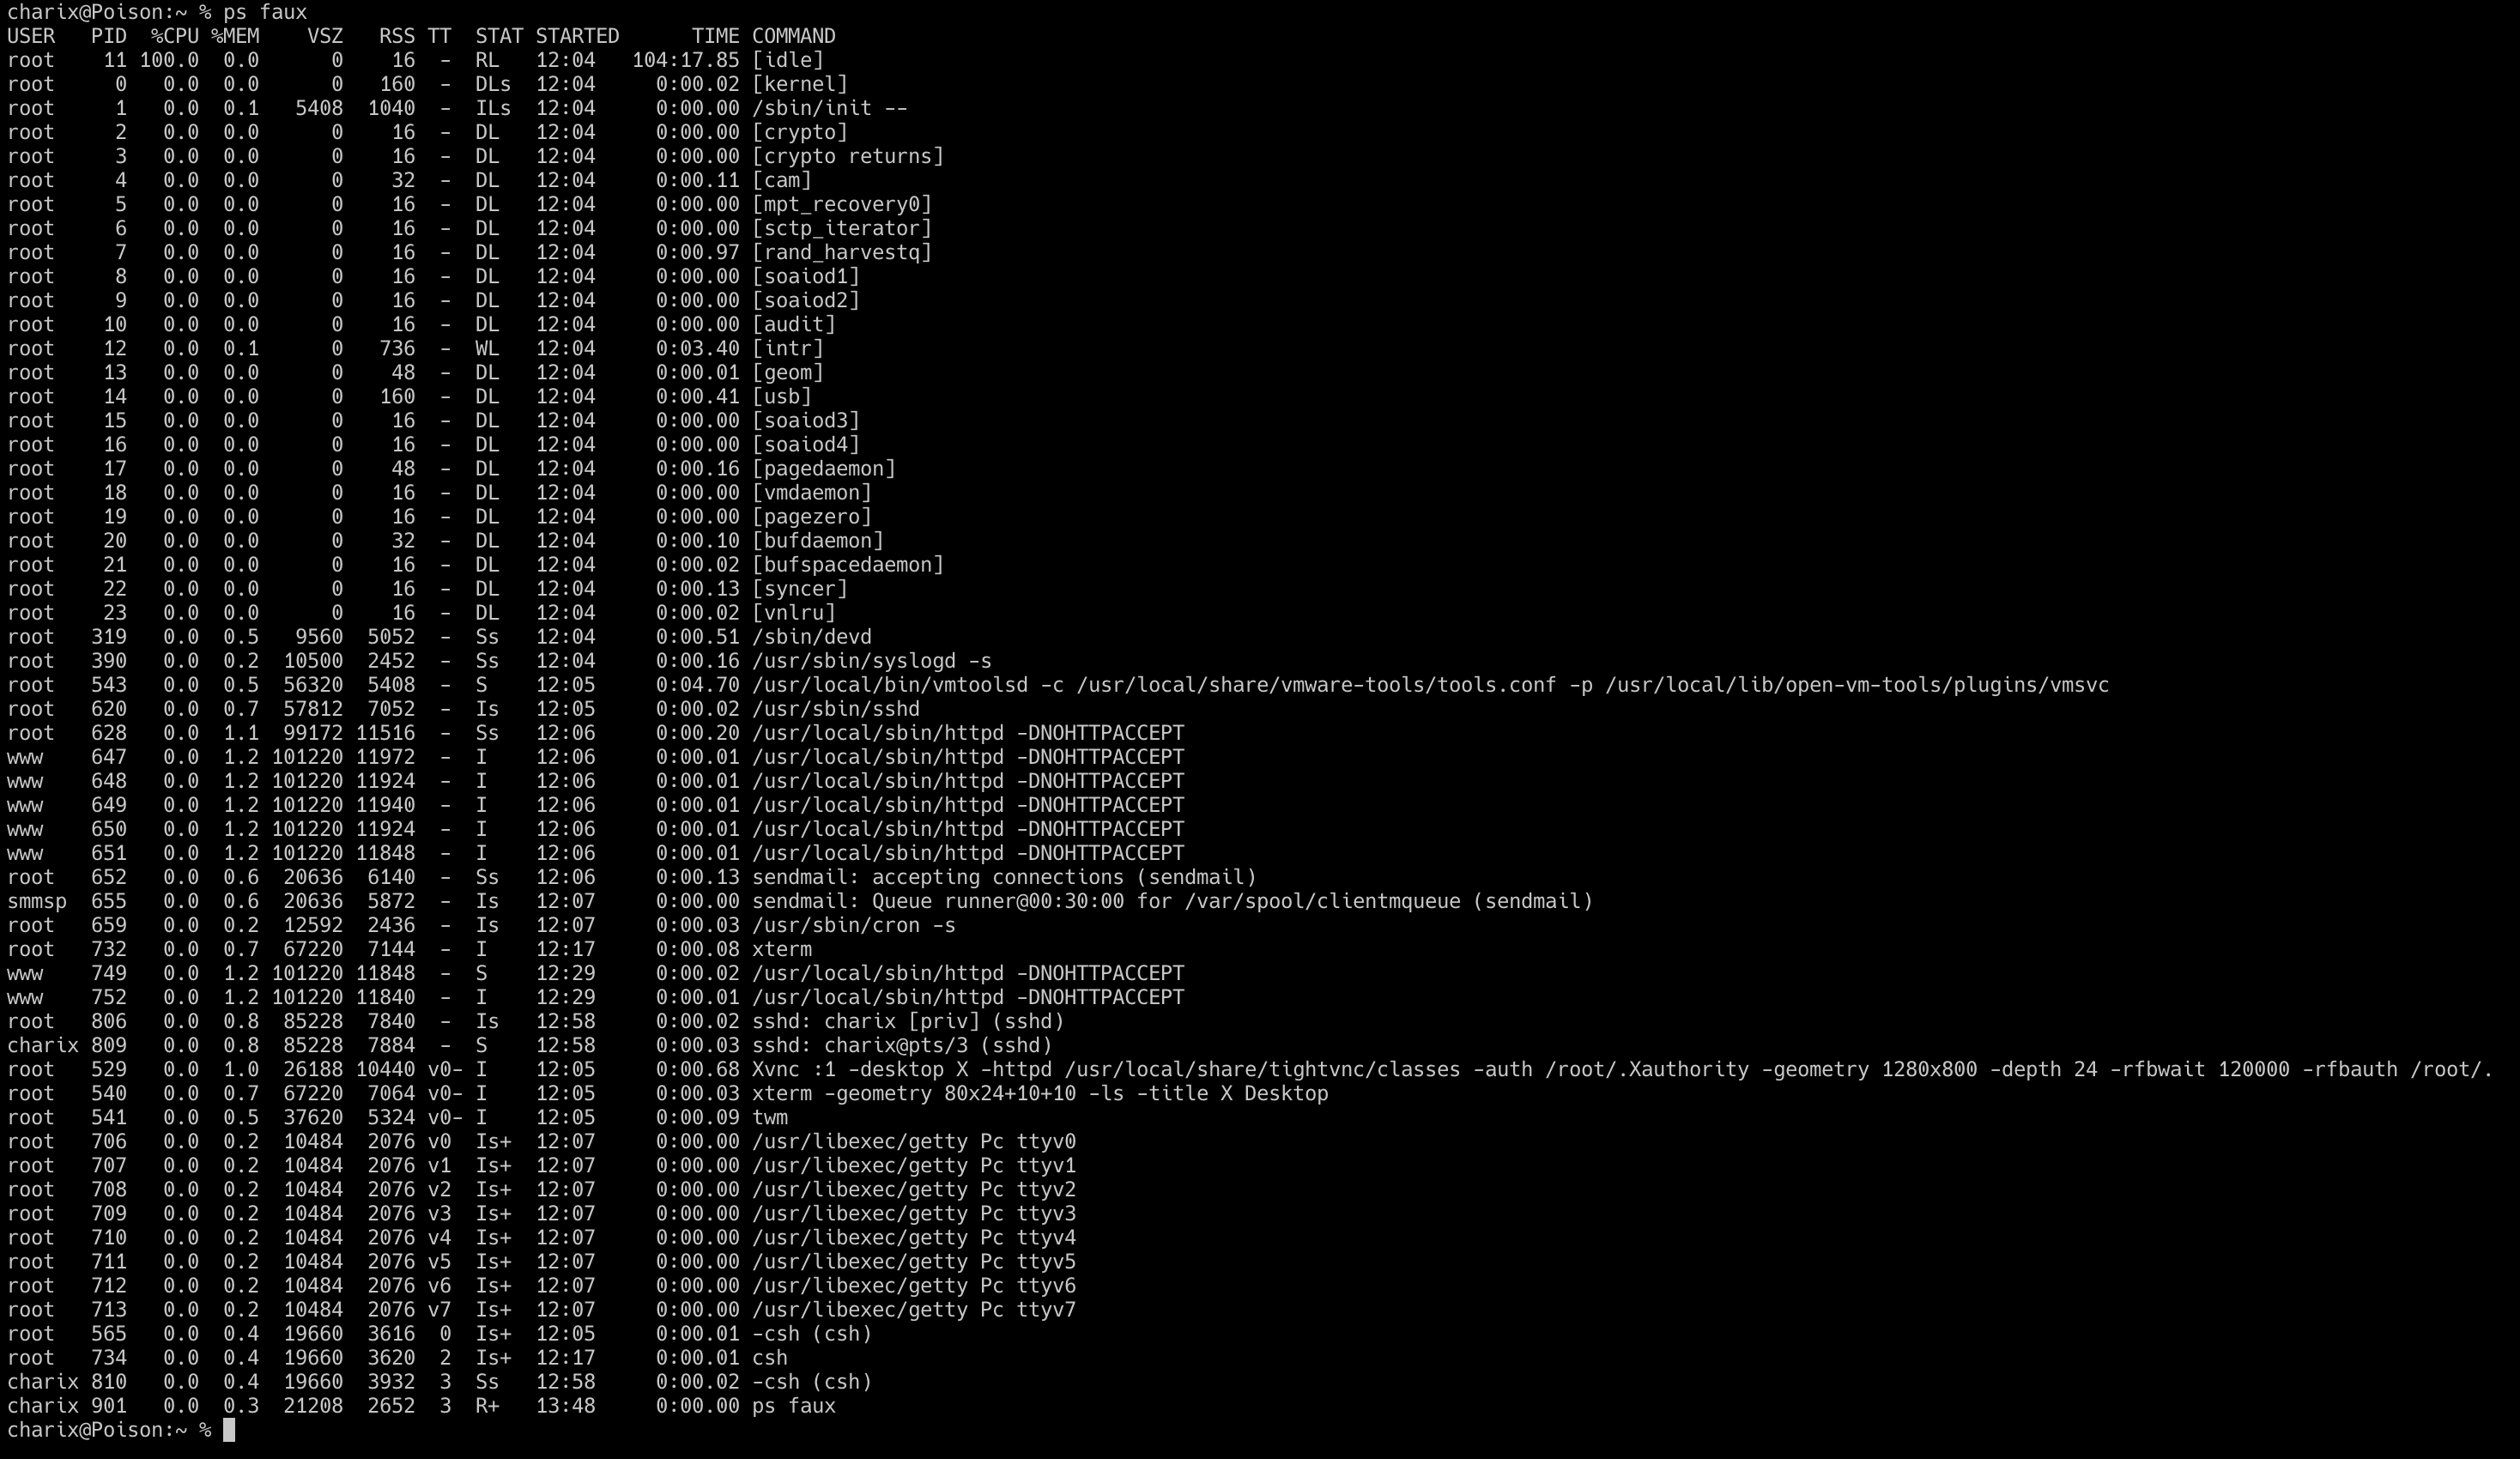 charix@Poison:~ % ps faux
USER   PID  %CPU %MEM    VSZ   RSS TT  STAT STARTED      TIME COMMAND
root    11 100.0  0.0      0    16  -  RL   12:04   104:17.85 [idle]
root     0   0.0  0.0      0   160  -  DLs  12:04     0:00.02 [kernel]
root     1   0.0  0.1   5408  1040  -  ILs  12:04     0:00.00 /sbin/init --
root     2   0.0  0.0      0    16  -  DL   12:04     0:00.00 [crypto]
root     3   0.0  0.0      0    16  -  DL   12:04     0:00.00 [crypto returns]
root     4   0.0  0.0      0    32  -  DL   12:04     0:00.11 [cam]
root     5   0.0  0.0      0    16  -  DL   12:04     0:00.00 [mpt_recovery0]
root     6   0.0  0.0      0    16  -  DL   12:04     0:00.00 [sctp_iterator]
root     7   0.0  0.0      0    16  -  DL   12:04     0:00.97 [rand_harvestq]
root     8   0.0  0.0      0    16  -  DL   12:04     0:00.00 [soaiod1]
root     9   0.0  0.0      0    16  -  DL   12:04     0:00.00 [soaiod2]
root    10   0.0  0.0      0    16  -  DL   12:04     0:00.00 [audit]
root    12   0.0  0.1      0   736  -  WL   12:04     0:03.40 [intr]
root    13   0.0  0.0      0    48  -  DL   12:04     0:00.01 [geom]
root    14   0.0  0.0      0   160  -  DL   12:04     0:00.41 [usb]
root    15   0.0  0.0      0    16  -  DL   12:04     0:00.00 [soaiod3]
root    16   0.0  0.0      0    16  -  DL   12:04     0:00.00 [soaiod4]
root    17   0.0  0.0      0    48  -  DL   12:04     0:00.16 [pagedaemon]
root    18   0.0  0.0      0    16  -  DL   12:04     0:00.00 [vmdaemon]
root    19   0.0  0.0      0    16  -  DL   12:04     0:00.00 [pagezero]
root    20   0.0  0.0      0    32  -  DL   12:04     0:00.10 [bufdaemon]
root    21   0.0  0.0      0    16  -  DL   12:04     0:00.02 [bufspacedaemon]
root    22   0.0  0.0      0    16  -  DL   12:04     0:00.13 [syncer]
root    23   0.0  0.0      0    16  -  DL   12:04     0:00.02 [vnlru]
root   319   0.0  0.5   9560  5052  -  Ss   12:04     0:00.51 /sbin/devd
root   390   0.0  0.2  10500  2452  -  Ss   12:04     0:00.16 /usr/sbin/syslogd -s
root   543   0.0  0.5  56320  5408  -  S    12:05     0:04.70 /usr/local/bin/vmtoolsd -c /usr/local/share/vmware-tools/tools.conf -p /usr/local/lib/open-vm-tools/plugins/vmsvc
root   620   0.0  0.7  57812  7052  -  Is   12:05     0:00.02 /usr/sbin/sshd
root   628   0.0  1.1  99172 11516  -  Ss   12:06     0:00.20 /usr/local/sbin/httpd -DNOHTTPACCEPT
www    647   0.0  1.2 101220 11972  -  I    12:06     0:00.01 /usr/local/sbin/httpd -DNOHTTPACCEPT
www    648   0.0  1.2 101220 11924  -  I    12:06     0:00.01 /usr/local/sbin/httpd -DNOHTTPACCEPT
www    649   0.0  1.2 101220 11940  -  I    12:06     0:00.01 /usr/local/sbin/httpd -DNOHTTPACCEPT
www    650   0.0  1.2 101220 11924  -  I    12:06     0:00.01 /usr/local/sbin/httpd -DNOHTTPACCEPT
www    651   0.0  1.2 101220 11848  -  I    12:06     0:00.01 /usr/local/sbin/httpd -DNOHTTPACCEPT
root   652   0.0  0.6  20636  6140  -  Ss   12:06     0:00.13 sendmail: accepting connections (sendmail)
smmsp  655   0.0  0.6  20636  5872  -  Is   12:07     0:00.00 sendmail: Queue runner@00:30:00 for /var/spool/clientmqueue (sendmail)
root   659   0.0  0.2  12592  2436  -  Is   12:07     0:00.03 /usr/sbin/cron -s
root   732   0.0  0.7  67220  7144  -  I    12:17     0:00.08 xterm
www    749   0.0  1.2 101220 11848  -  S    12:29     0:00.02 /usr/local/sbin/httpd -DNOHTTPACCEPT
www    752   0.0  1.2 101220 11840  -  I    12:29     0:00.01 /usr/local/sbin/httpd -DNOHTTPACCEPT
root   806   0.0  0.8  85228  7840  -  Is   12:58     0:00.02 sshd: charix [priv] (sshd)
charix 809   0.0  0.8  85228  7884  -  S    12:58     0:00.03 sshd: charix@pts/3 (sshd)
root   529   0.0  1.0  26188 10440 v0- I    12:05     0:00.68 Xvnc :1 -desktop X -httpd /usr/local/share/tightvnc/classes -auth /root/.Xauthority -geometry 1280x800 -depth 24 -rfbwait 120000 -rfbauth /root/.
root   540   0.0  0.7  67220  7064 v0- I    12:05     0:00.03 xterm -geometry 80x24+10+10 -ls -title X Desktop
root   541   0.0  0.5  37620  5324 v0- I    12:05     0:00.09 twm
root   706   0.0  0.2  10484  2076 v0  Is+  12:07     0:00.00 /usr/libexec/getty Pc ttyv0
root   707   0.0  0.2  10484  2076 v1  Is+  12:07     0:00.00 /usr/libexec/getty Pc ttyv1
root   708   0.0  0.2  10484  2076 v2  Is+  12:07     0:00.00 /usr/libexec/getty Pc ttyv2
root   709   0.0  0.2  10484  2076 v3  Is+  12:07     0:00.00 /usr/libexec/getty Pc ttyv3
root   710   0.0  0.2  10484  2076 v4  Is+  12:07     0:00.00 /usr/libexec/getty Pc ttyv4
root   711   0.0  0.2  10484  2076 v5  Is+  12:07     0:00.00 /usr/libexec/getty Pc ttyv5
root   712   0.0  0.2  10484  2076 v6  Is+  12:07     0:00.00 /usr/libexec/getty Pc ttyv6
root   713   0.0  0.2  10484  2076 v7  Is+  12:07     0:00.00 /usr/libexec/getty Pc ttyv7
root   565   0.0  0.4  19660  3616  0  Is+  12:05     0:00.01 -csh (csh)
root   734   0.0  0.4  19660  3620  2  Is+  12:17     0:00.01 csh
charix 810   0.0  0.4  19660  3932  3  Ss   12:58     0:00.02 -csh (csh)
charix 901   0.0  0.3  21208  2652  3  R+   13:48     0:00.00 ps faux
charix@Poison:~ %